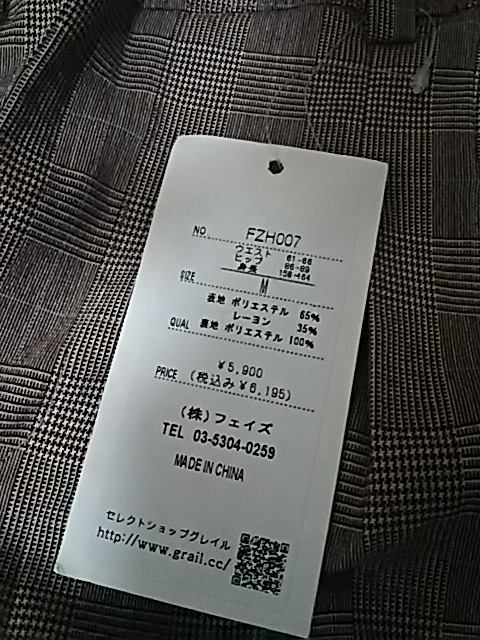 NO. FZH007
ウエスト 61-66
ヒップ 86-89
身長 158-164
SIZE M
表地 ポリエステル 65%
レーヨン 35%
QUAL 裏地 ポリエステル 100%
¥5,900
PRICE (税込み¥6,195)
(株)フェイズ
TEL 03-5304-0259
MADE IN CHINA
セレクトショップグレイル
http://www.grail.cc/